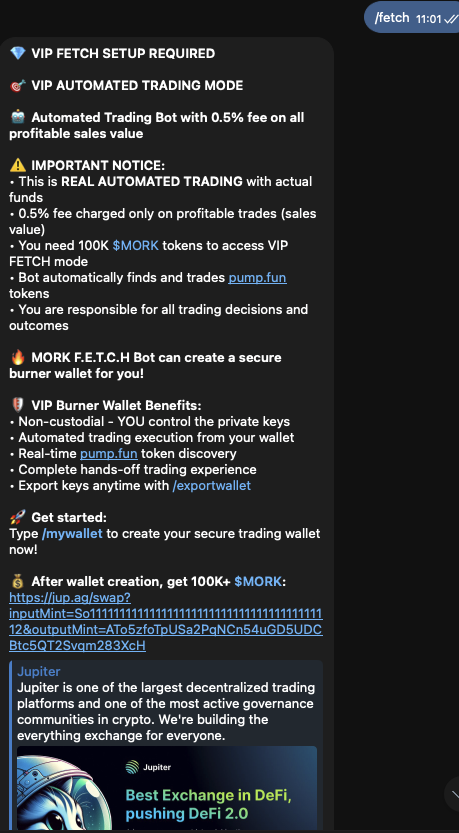 /fetch 11:01
💎 VIP FETCH SETUP REQUIRED
🎯 VIP AUTOMATED TRADING MODE
🤖 Automated Trading Bot with 0.5% fee on all
profitable sales value
⚠️ IMPORTANT NOTICE:
• This is REAL AUTOMATED TRADING with actual
funds
• 0.5% fee charged only on profitable trades (sales
value)
• You need 100K $MORK tokens to access VIP
FETCH mode
• Bot automatically finds and trades pump.fun
tokens
• You are responsible for all trading decisions and
outcomes
🔥 MORK F.E.T.C.H Bot can create a secure
burner wallet for you!
🛡️ VIP Burner Wallet Benefits:
• Non-custodial - YOU control the private keys
• Automated trading execution from your wallet
• Real-time pump.fun token discovery
• Complete hands-off trading experience
• Export keys anytime with /exportwallet
🚀 Get started:
Type /mywallet to create your secure trading wallet
now!
💰 After wallet creation, get 100K+ $MORK:
https://jup.ag/swap?
inputMint=So111111111111111111111111111111111111111
12&outputMint=ATo5zfoTpUSa2PqNCn54uGD5UDC
Btc5QT2Svqm283XcH
Jupiter
Jupiter is one of the largest decentralized trading
platforms and one of the most active governance
communities in crypto. We're building the
everything exchange for everyone.
Jupiter
Best Exchange in DeFi,
pushing DeFi 2.0